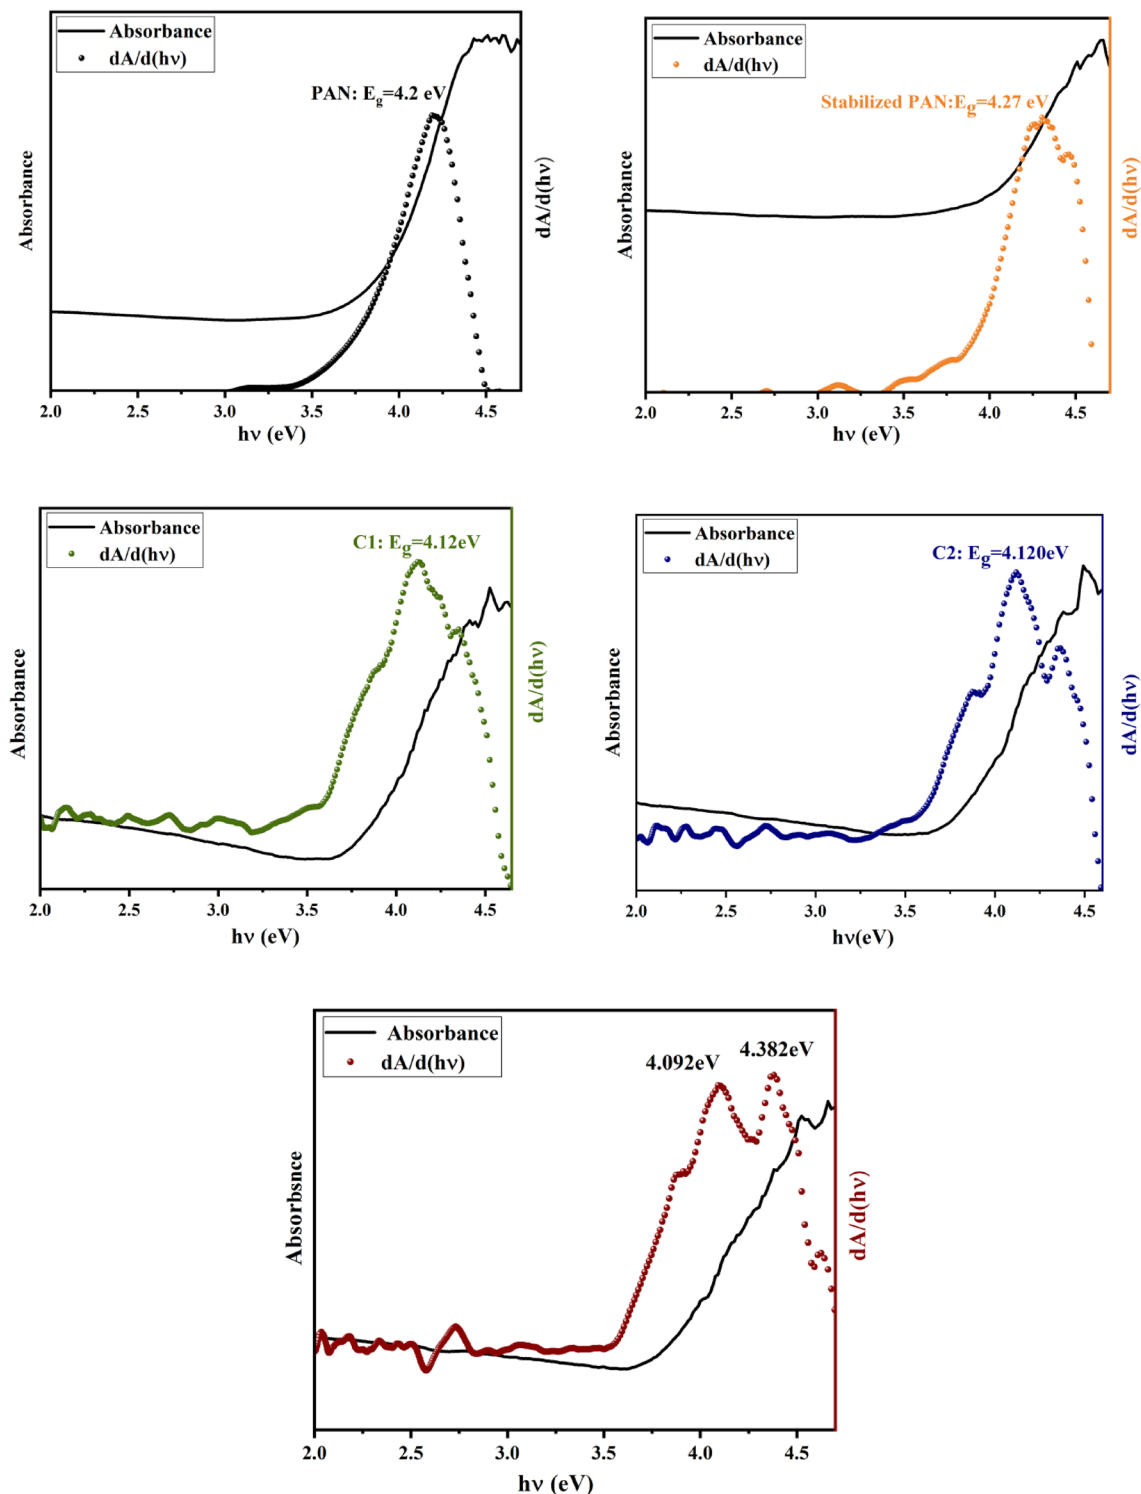 Absorbance
dA/d(hν)
PAN: Eg=4.2 eV
Absorbance
dA/d(hν)
2.0 2.5 3.0 3.5 4.0 4.5
hν (eV)
Absorbance
dA/d(hν)
Stabilized PAN:Eg=4.27 eV
Absorbance
dA/d(hν)
2.0 2.5 3.0 3.5 4.0 4.5
hν (eV)
Absorbance
dA/d(hν)
C1: Eg=4.12eV
Absorbance
dA/d(hν)
2.0 2.5 3.0 3.5 4.0 4.5
hν (eV)
Absorbance
dA/d(hν)
C2: Eg=4.120eV
Absorbance
dA/d(hν)
2.0 2.5 3.0 3.5 4.0 4.5
hν(eV)
Absorbance
dA/d(hν)
4.092eV
4.382eV
Absorbsnce
dA/d(hν)
2.0 2.5 3.0 3.5 4.0 4.5
hν (eV)